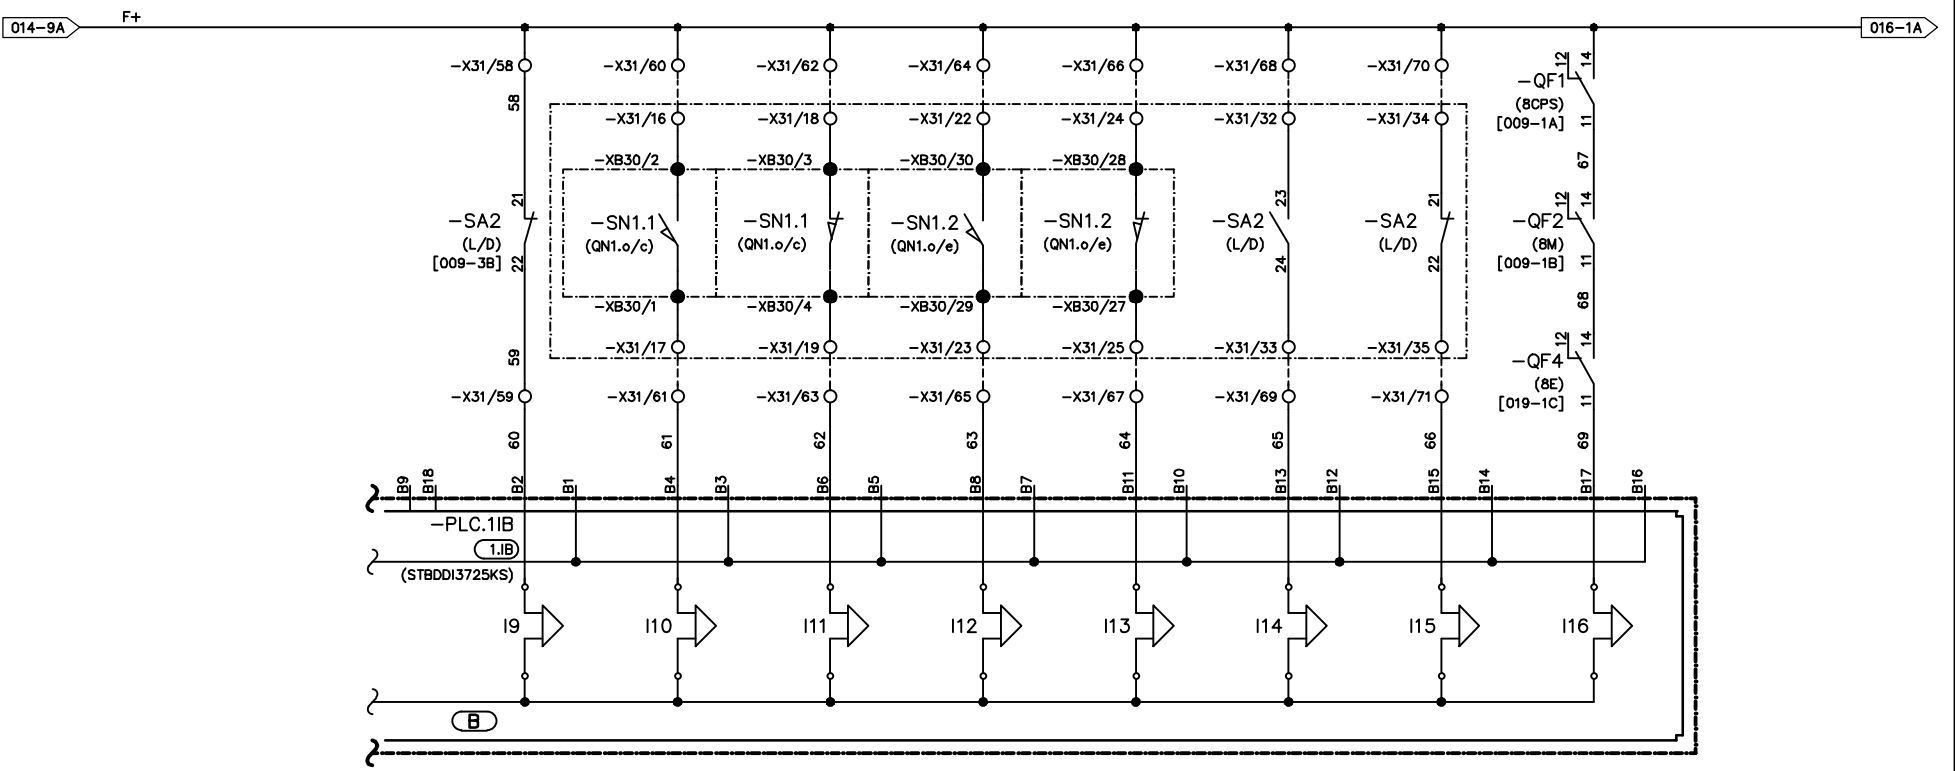 F+
014-9A
016-1A
-X31/58
-X31/60
-X31/62
-X31/64
-X31/66
-X31/68
-X31/70
12
14
-QF1
(8CPS)
[009-1A]
11
58
-X31/16
-X31/18
-X31/22
-X31/24
-X31/32
-X31/34
-XB30/2
-XB30/3
-XB30/30
-XB30/28
67
21
23
21
12
14
-SA2
(L/D)
[009-3B]
22
-SN1.1
(QN1.o/c)
-SN1.1
(QN1.o/c)
-SN1.2
(QN1.o/e)
-SN1.2
(QN1.o/e)
-SA2
(L/D)
24
-SA2
(L/D)
22
-QF2
(8M)
[009-1B]
11
-XB30/1
-XB30/4
-XB30/29
-XB30/27
68
59
-X31/17
-X31/19
-X31/23
-X31/25
-X31/33
-X31/35
12
14
-QF4
(8E)
[019-1C]
11
-X31/59
-X31/61
-X31/63
-X31/65
-X31/67
-X31/69
-X31/71
60
61
62
63
64
65
66
69
B9
B18
B2
B1
B4
B3
B6
B5
B8
B7
B11
B10
B13
B12
B15
B14
B17
B16
-PLC.1IB
1.IB
(STBDDI3725KS)
I9
I10
I11
I12
I13
I14
I15
I16
B